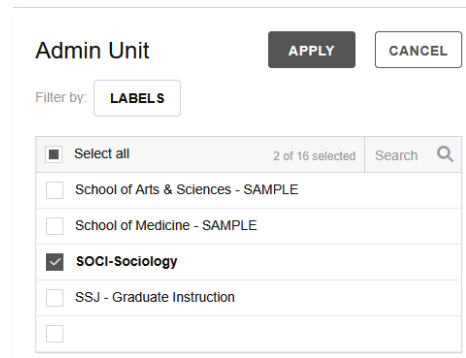 Admin Unit
APPLY
CANCEL
Filter by:
LABELS
Select all
2 of 16 selected
Search
School of Arts & Sciences - SAMPLE
School of Medicine - SAMPLE
SOCI-Sociology
SSJ - Graduate Instruction